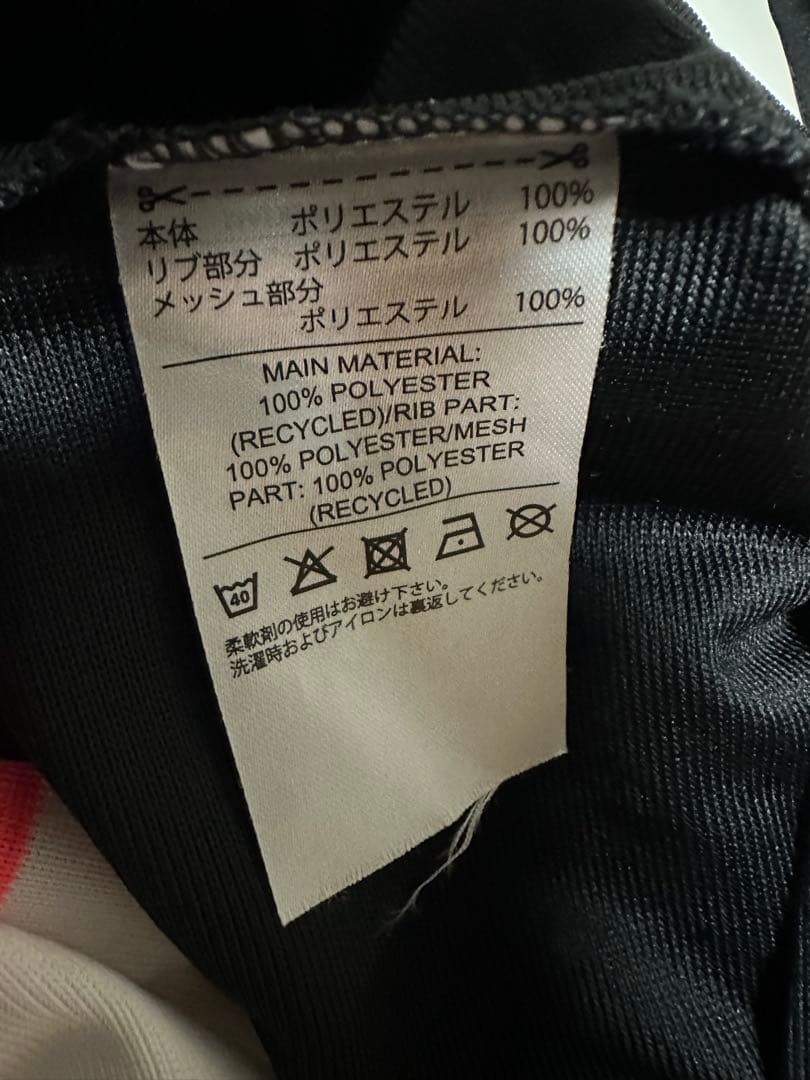 本体 ポリエステル 100%
リブ部分 ポリエステル 100%
メッシュ部分
ポリエステル 100%
MAIN MATERIAL:
100% POLYESTER
(RECYCLED)/RIB PART:
100% POLYESTER/MESH
PART: 100% POLYESTER
(RECYCLED)
40
柔軟剤の使用はお避け下さい。
洗濯時およびアイロンは裏返してください。